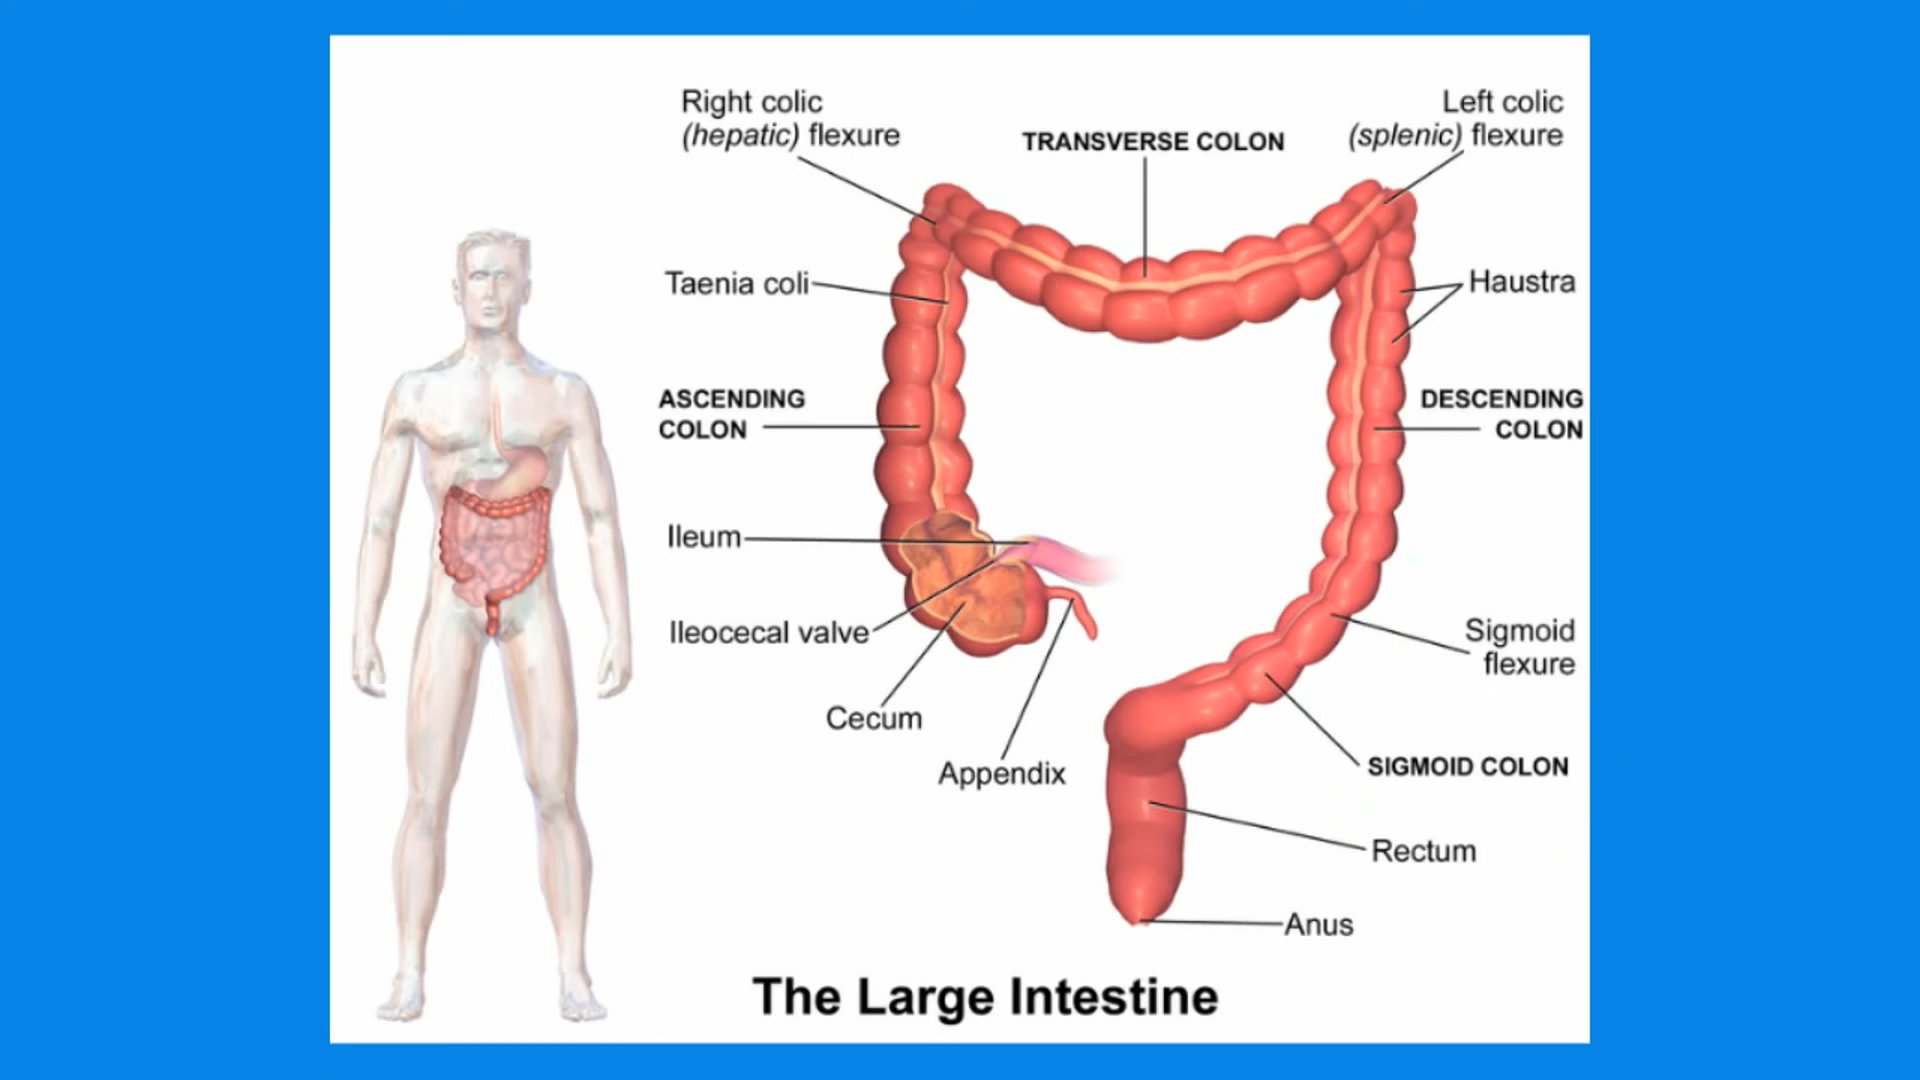 Right colic
(hepatic) flexure
TRANSVERSE COLON
Left colic
(splenic) flexure
Taenia coli
Haustra
ASCENDING
COLON
DESCENDING
COLON
Ileum
Ileocecal valve
Sigmoid
flexure
Cecum
Appendix
SIGMOID COLON
Rectum
Anus
The Large Intestine